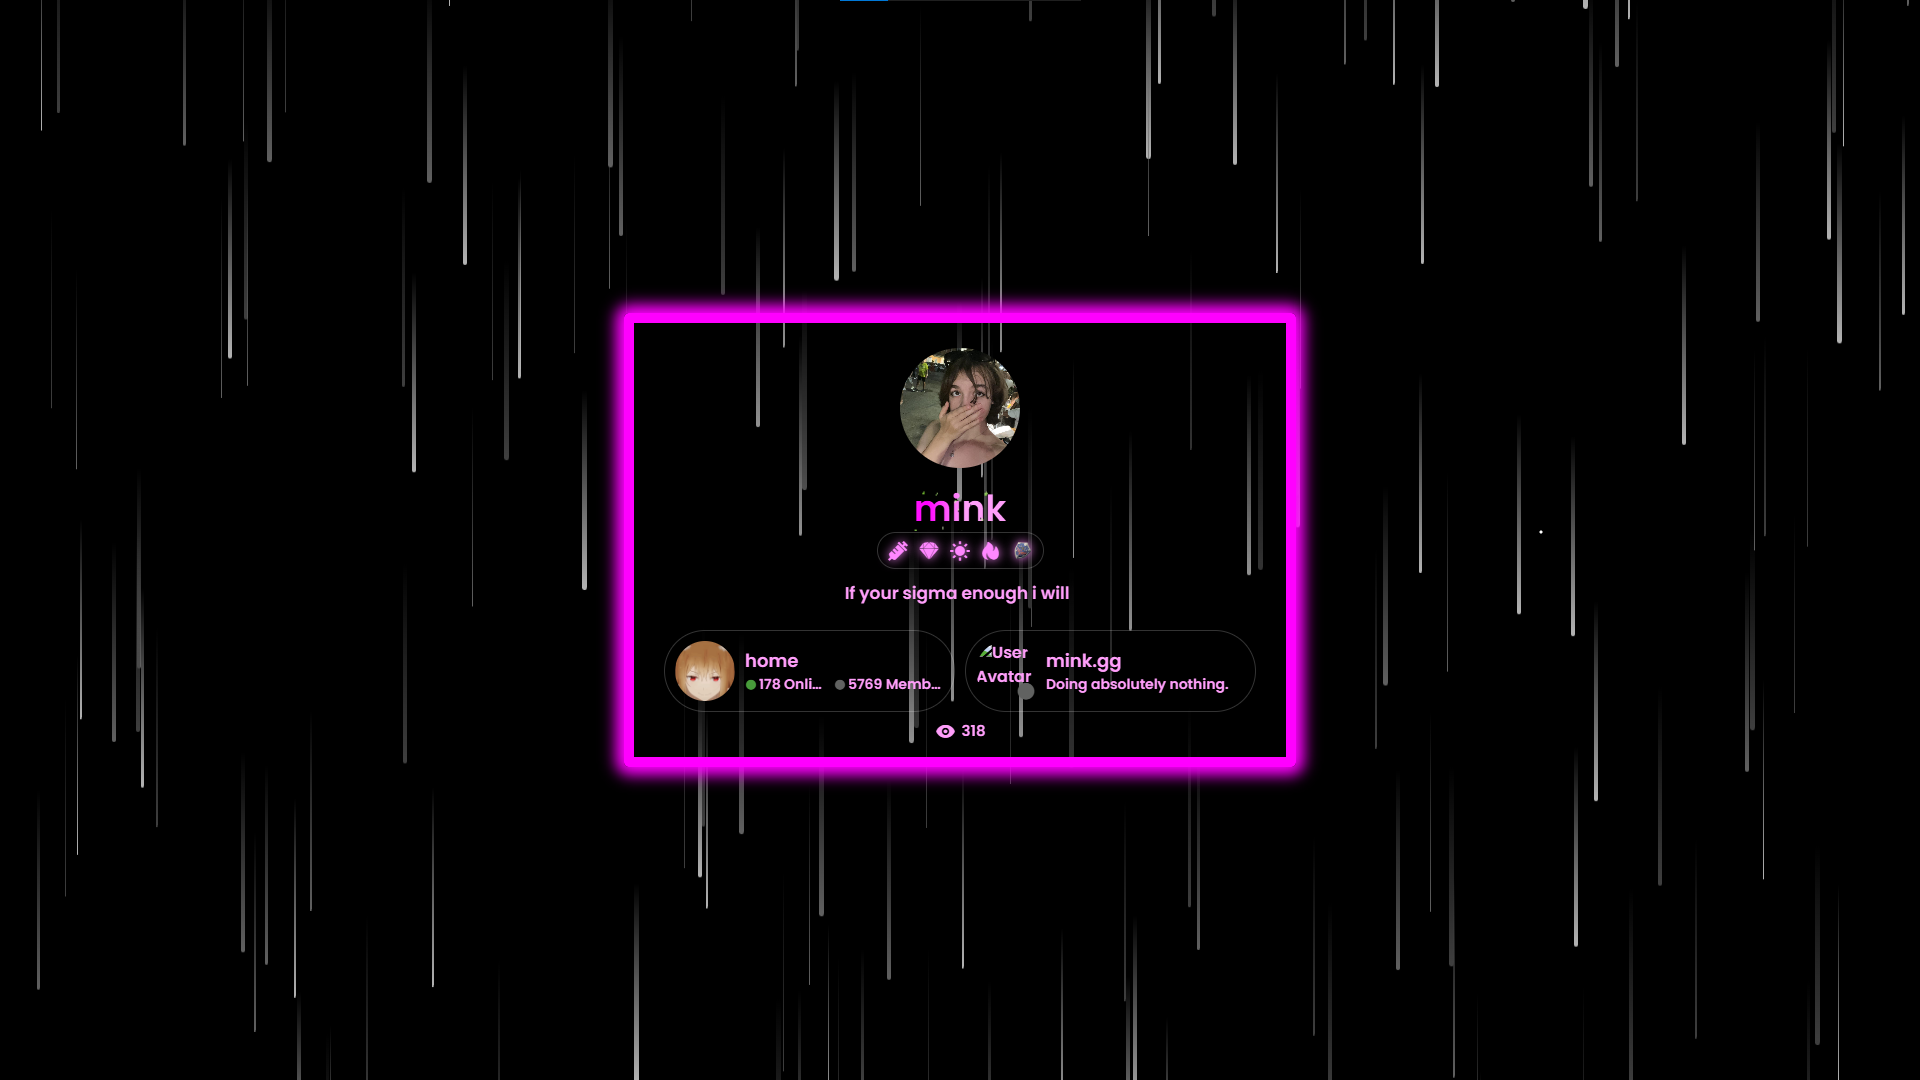 mink
If your sigma enough i will
home
178 Onli...
5769 Memb...
User
Avatar
mink.gg
Doing absolutely nothing.
318